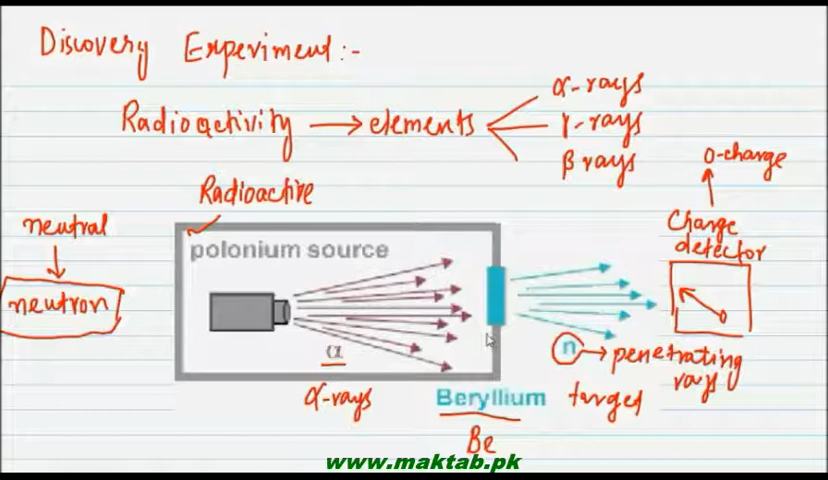 Discovery Experiment:-
Radioactivity → elements
α-rays
γ-rays
β rays
0-charge
Radioactive
neutral
Charge
detector
polonium source
neutron
α
n → penetrating
rays
α-rays
Beryllium
target
Be
www.maktab.pk